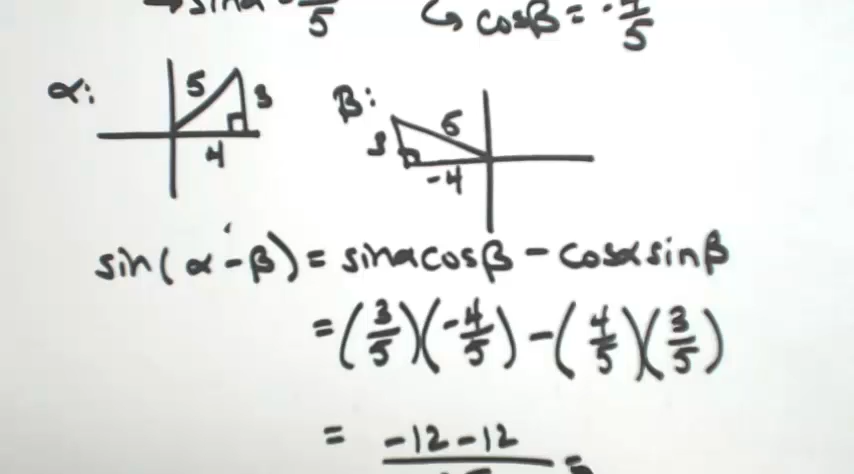 → sinα = 3/5 ↳ cosβ = -4/5
α: 5 3 4
β: 5 3 -4
sin(α - β) = sinαcosβ - cosαsinβ
= (3/5)(-4/5) - (4/5)(3/5)
= -12-12